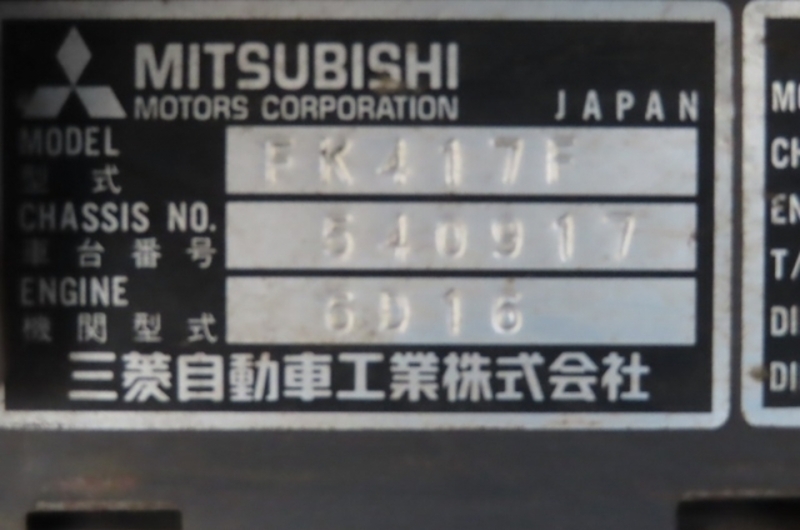 MITSUBISHI
MOTORS CORPORATION JAPAN
MODEL
型式 FK417F
CHASSIS NO.
車台番号 540917
ENGINE
機関型式 6D16
三菱自動車工業株式会社